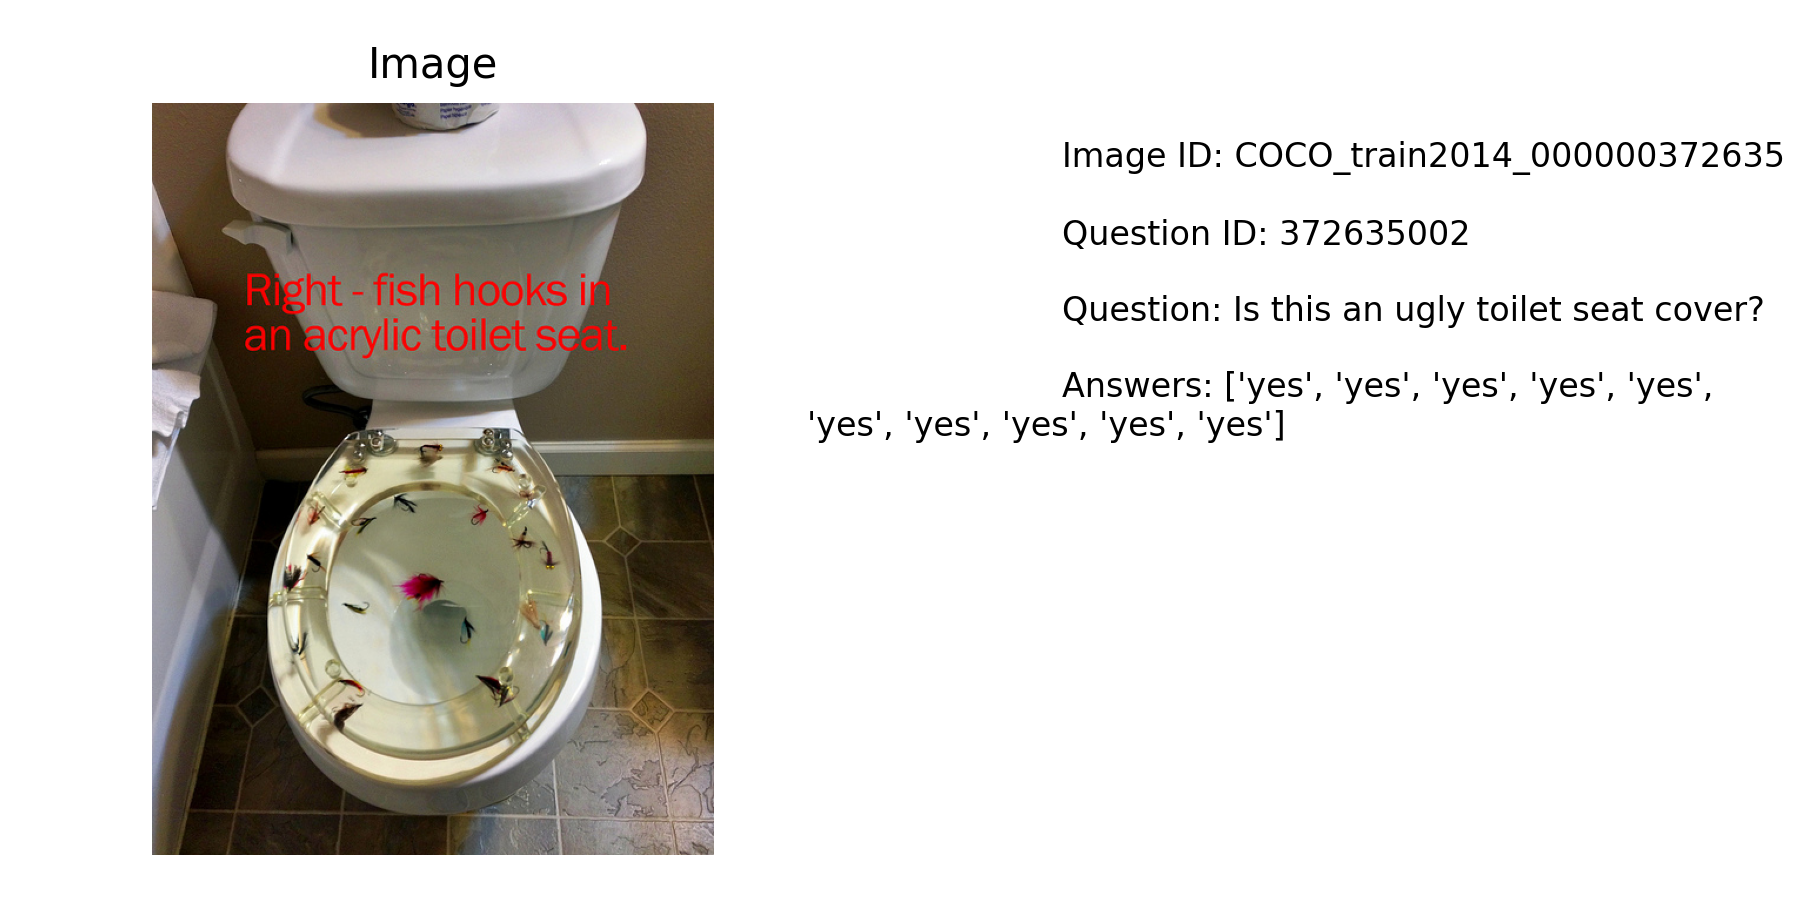 Image
Image ID: COCO_train2014_000000372635
Question ID: 372635002
Question: Is this an ugly toilet seat cover?
Answers: ['yes', 'yes', 'yes', 'yes', 'yes',
'yes', 'yes', 'yes', 'yes', 'yes']
Right - fish hooks in
an acrylic toilet seat.